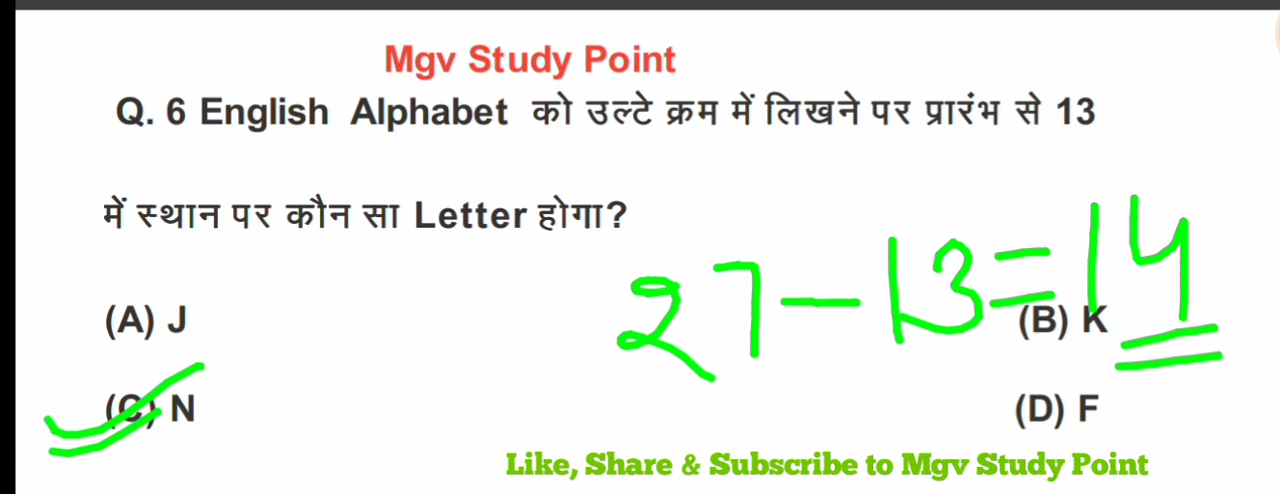 Mgv Study Point
Q. 6 English Alphabet को उल्टे क्रम में लिखने पर प्रारंभ से 13
में स्थान पर कौन सा Letter होगा?
27-13=14
(A) J
(B) K
(C) N
(D) F
Like, Share & Subscribe to Mgv Study Point